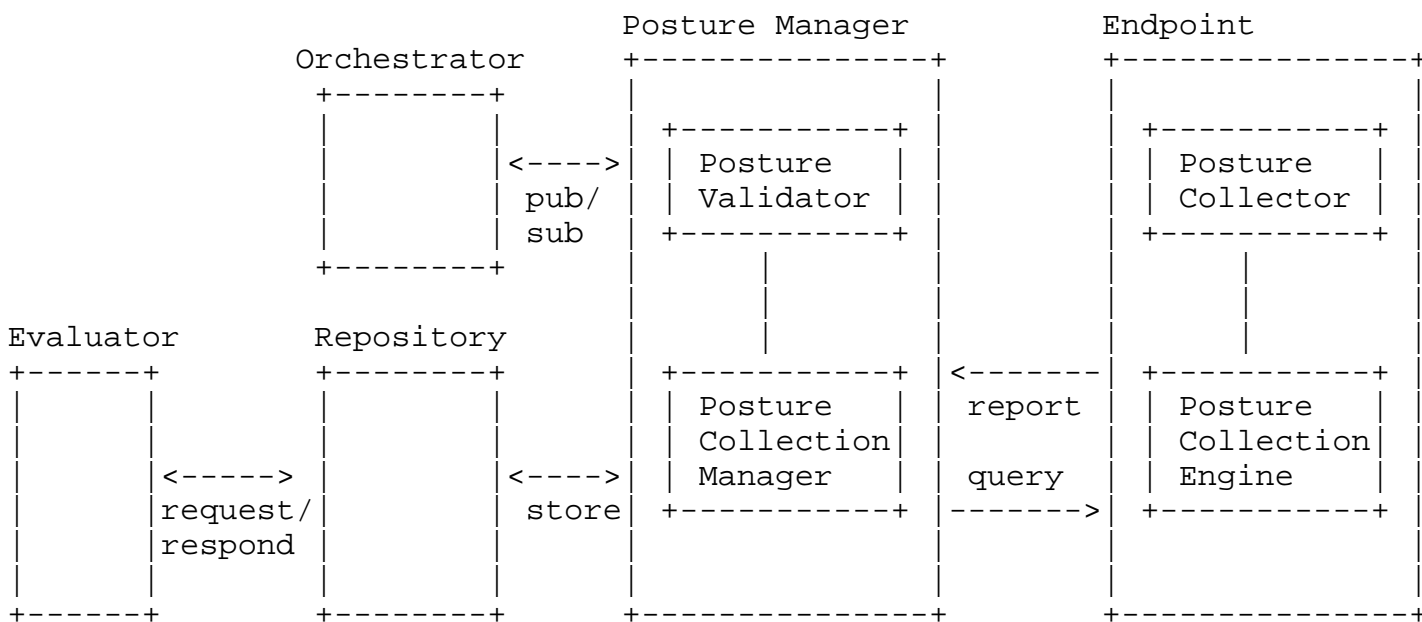 Posture Manager Endpoint
Orchestrator
Posture Posture
Validator Collector
<---->
pub/
sub
Evaluator Repository
<-------
report
Posture Posture
Collection Collection
Manager Engine
<-----> <---->
query
request/ store
------->
respond